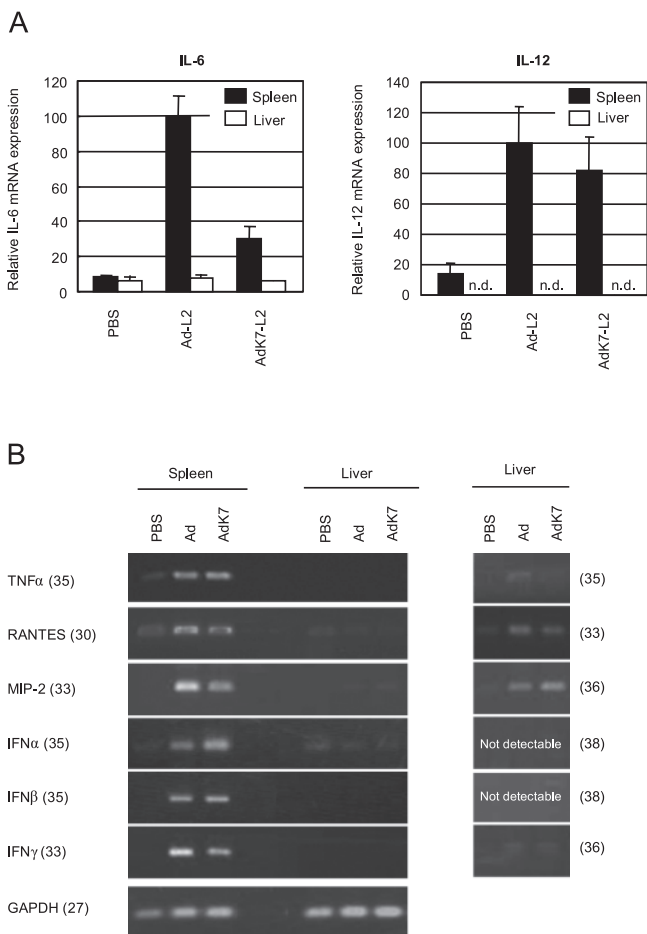 A
IL-6
Relative IL-6 mRNA expression
120
100
80
60
40
20
0
Spleen
Liver
PBS
Ad-L2
AdK7-L2
IL-12
Relative IL-12 mRNA expression
140
120
100
80
60
40
20
0
Spleen
Liver
n.d.
n.d.
n.d.
PBS
Ad-L2
AdK7-L2
B
Spleen
Liver
Liver
PBS
Ad
AdK7
PBS
Ad
AdK7
PBS
Ad
AdK7
TNFα (35)
(35)
RANTES (30)
(33)
MIP-2 (33)
(36)
IFNα (35)
Not detectable
(38)
IFNβ (35)
Not detectable
(38)
IFNγ (33)
(36)
GAPDH (27)